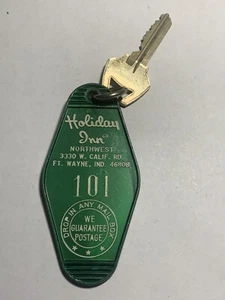 Holiday
Inn
NORTHWEST
3330 W. CALIF. RD.
FT. WAYNE, IND. 46808
101
DROP IN ANY MAIL BOX
WE
GUARANTEE
POSTAGE